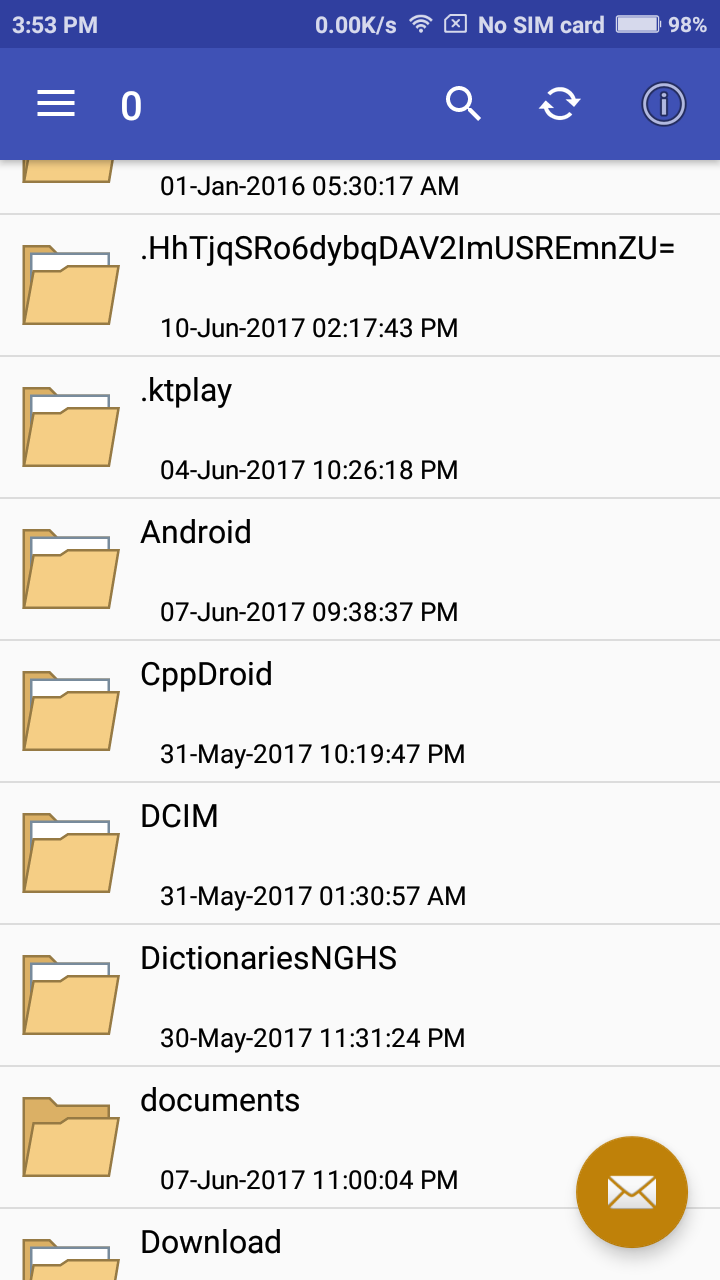 3:53 PM 0.00K/s No SIM card 98%
0
01-Jan-2016 05:30:17 AM
.HhTjqSRo6dybqDAV2ImUSREmnZU=
10-Jun-2017 02:17:43 PM
.ktplay
04-Jun-2017 10:26:18 PM
Android
07-Jun-2017 09:38:37 PM
CppDroid
31-May-2017 10:19:47 PM
DCIM
31-May-2017 01:30:57 AM
DictionariesNGHS
30-May-2017 11:31:24 PM
documents
07-Jun-2017 11:00:04 PM
Download